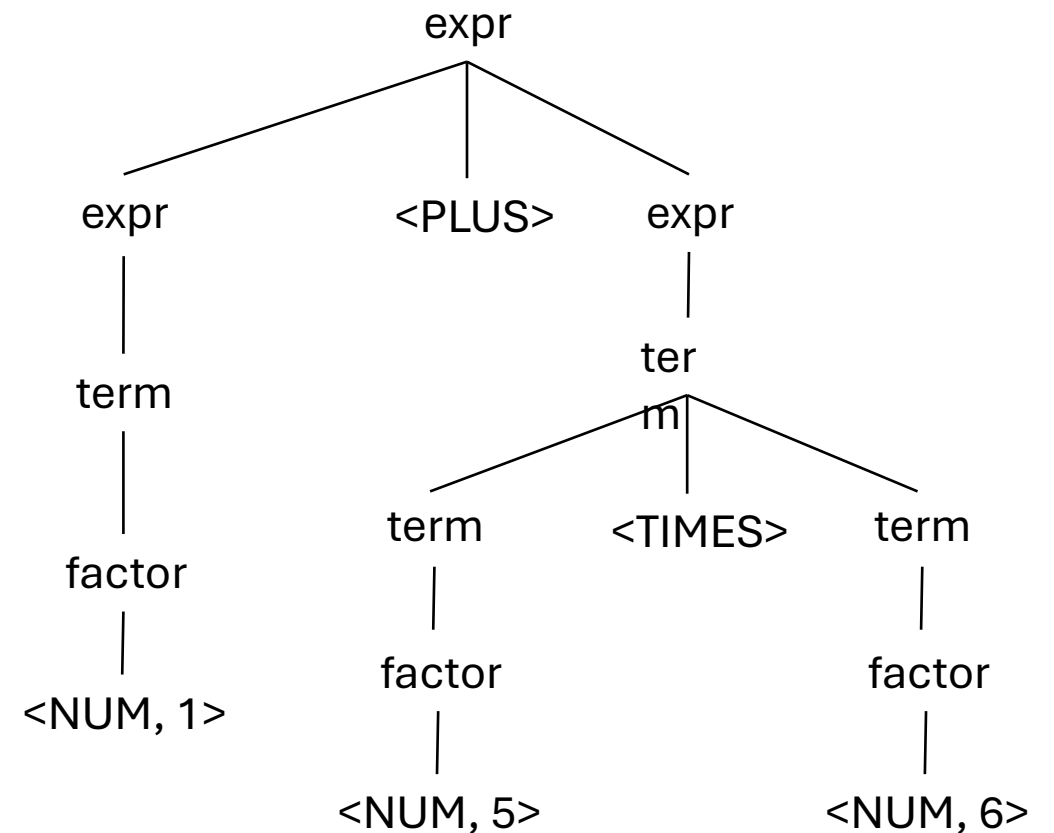 expr
expr <PLUS> expr
ter
m
term
term <TIMES> term
factor
factor factor
<NUM, 1>
<NUM, 5> <NUM, 6>